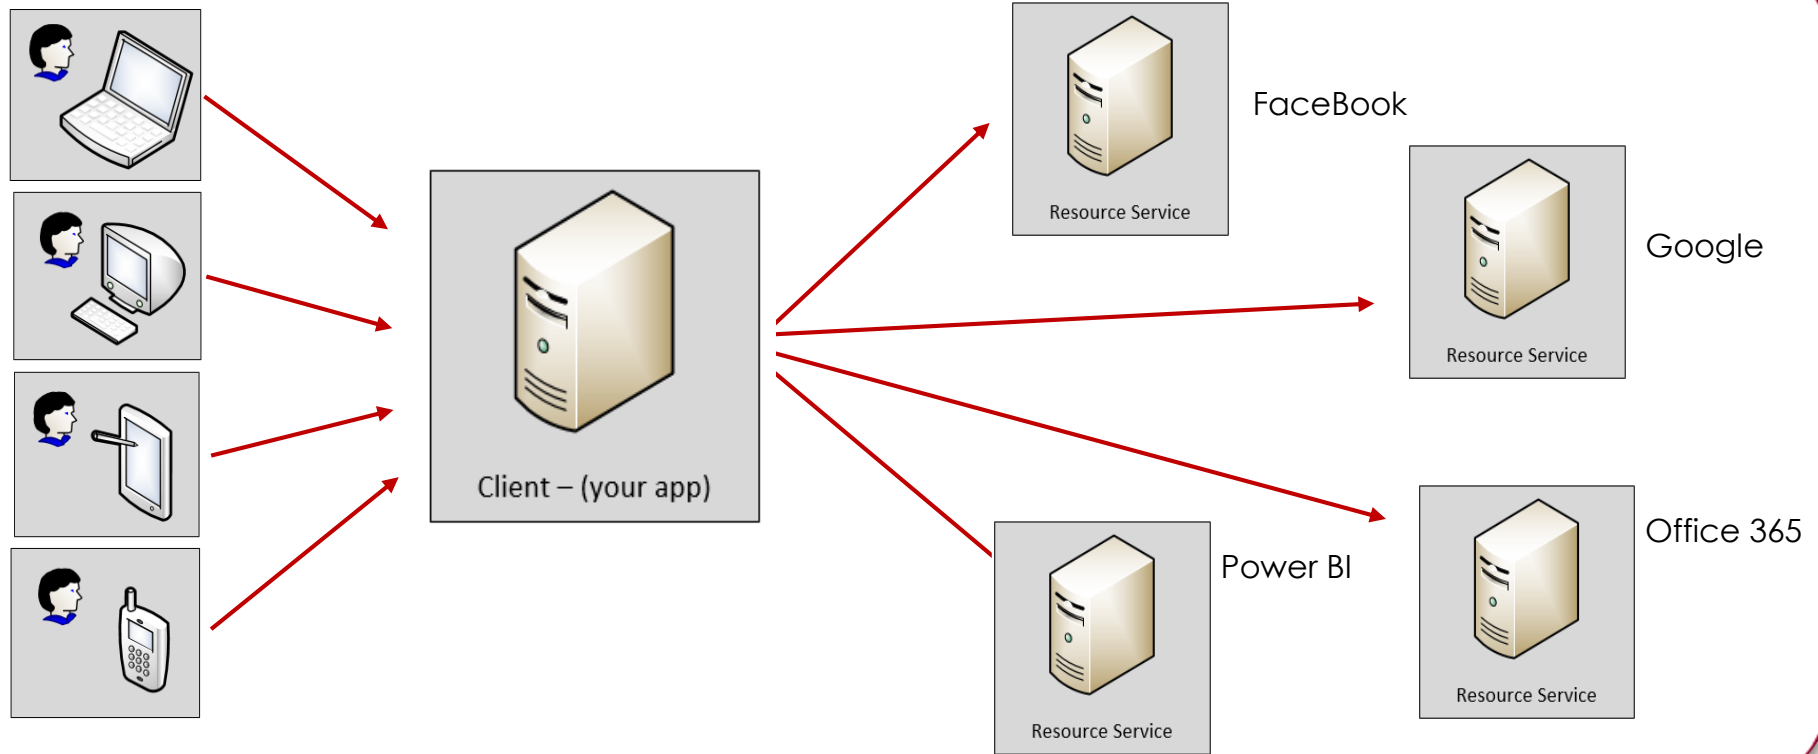 FaceBook
Resource Service
Google
Resource Service
Client – (your app)
Office 365
Power BI
Resource Service
Resource Service